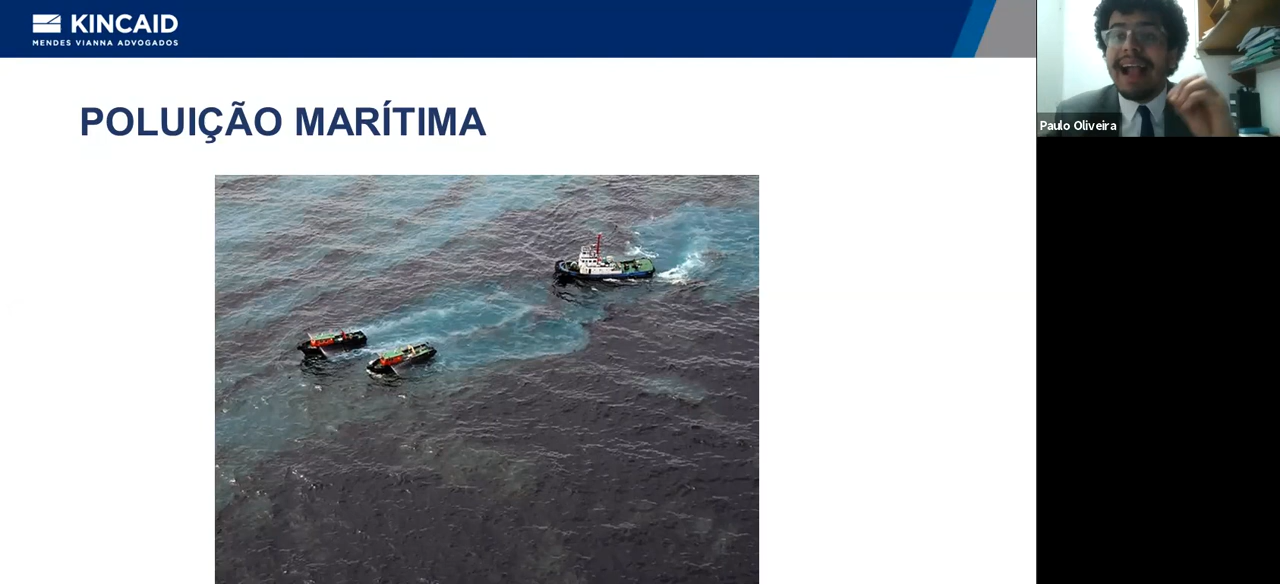 KINCAID
MENDES VIANNA ADVOGADOS
POLUIÇÃO MARÍTIMA
Paulo Oliveira